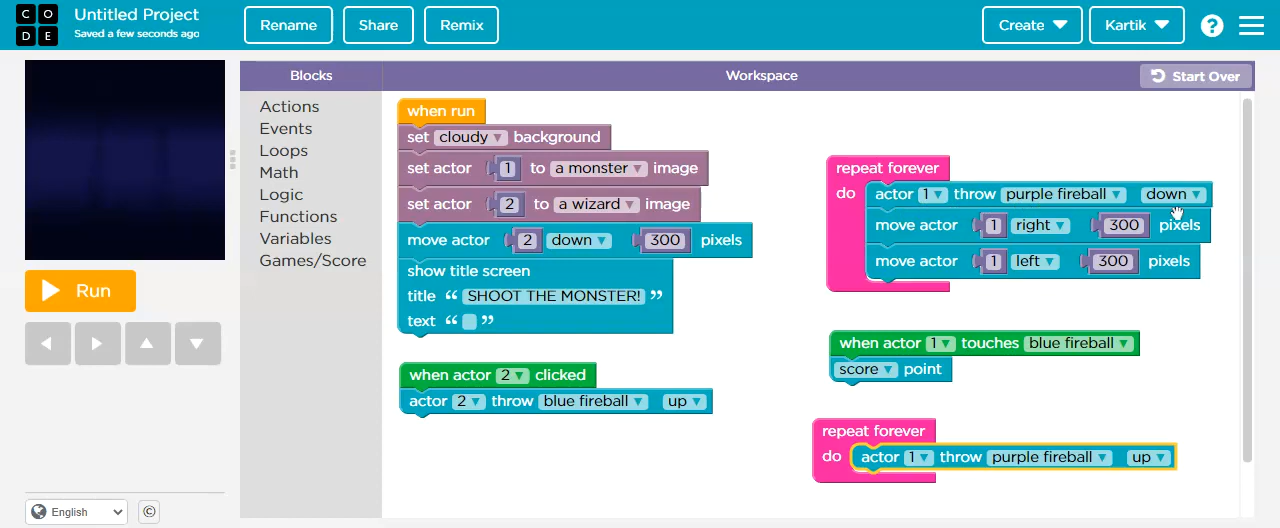 C O
D E
Untitled Project
Saved a few seconds ago
Rename
Share
Remix
Create
Kartik
?
Blocks
Workspace
Start Over
Actions
Events
Loops
Math
Logic
Functions
Variables
Games/Score
when run
set cloudy background
set actor 1 to a monster image
set actor 2 to a wizard image
move actor 2 down 300 pixels
show title screen
title “ SHOOT THE MONSTER! ”
text “ ”
when actor 2 clicked
actor 2 throw blue fireball up
repeat forever
do actor 1 throw purple fireball down
move actor 1 right 300 pixels
move actor 1 left 300 pixels
when actor 1 touches blue fireball
score point
repeat forever
do actor 1 throw purple fireball up
Run
English
©